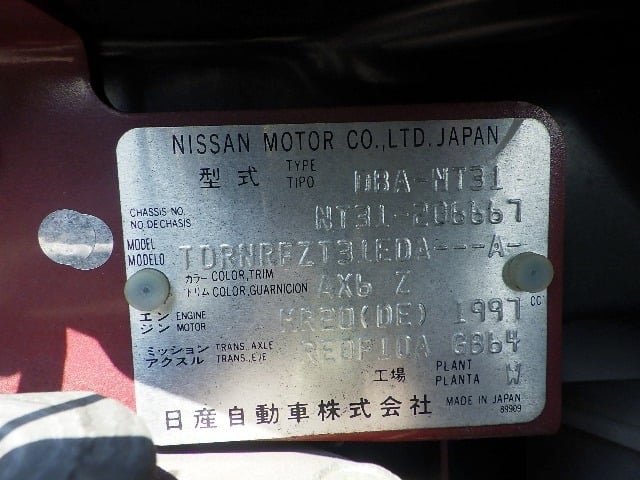 NISSAN MOTOR CO.,LTD. JAPAN
型式 TYPE TIPO DBA-NT31
CHASSIS NO. NO.DECHASIS NT31-206667
MODEL MODELO TDRNRFZT31EDA---A-
カラー COLOR,TRIM トリム COLOR,GUARNICION AX6 Z
エンジン ENGINE MOTOR MR20(DE) 1997 CC
ミッション アクスル TRANS. AXLE TRANS., EJE RE0F10A GB64
工場 PLANT PLANTA W
日産自動車株式会社 MADE IN JAPAN
89909